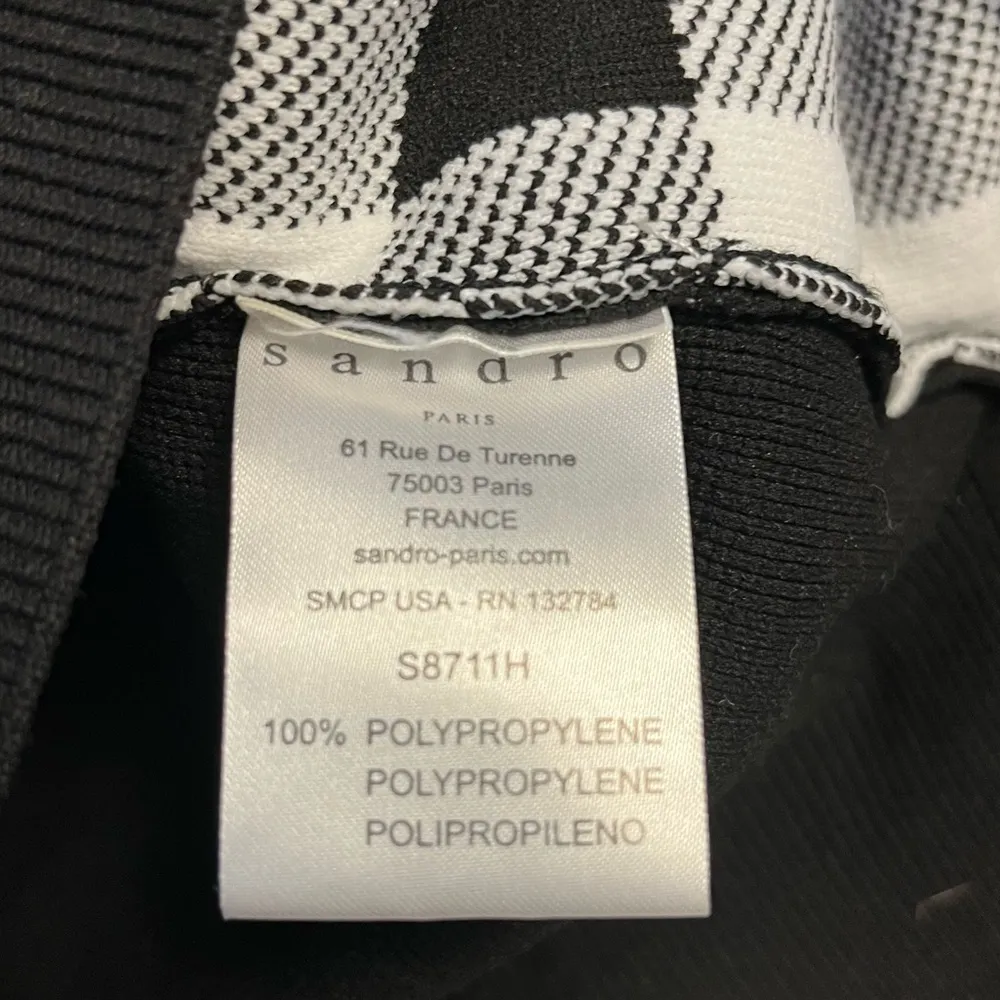 sandro
PARIS
61 Rue De Turenne
75003 Paris
FRANCE
sandro-paris.com
SMCP USA - RN 132784
S8711H
100% POLYPROPYLENE
POLYPROPYLENE
POLIPROPILENO